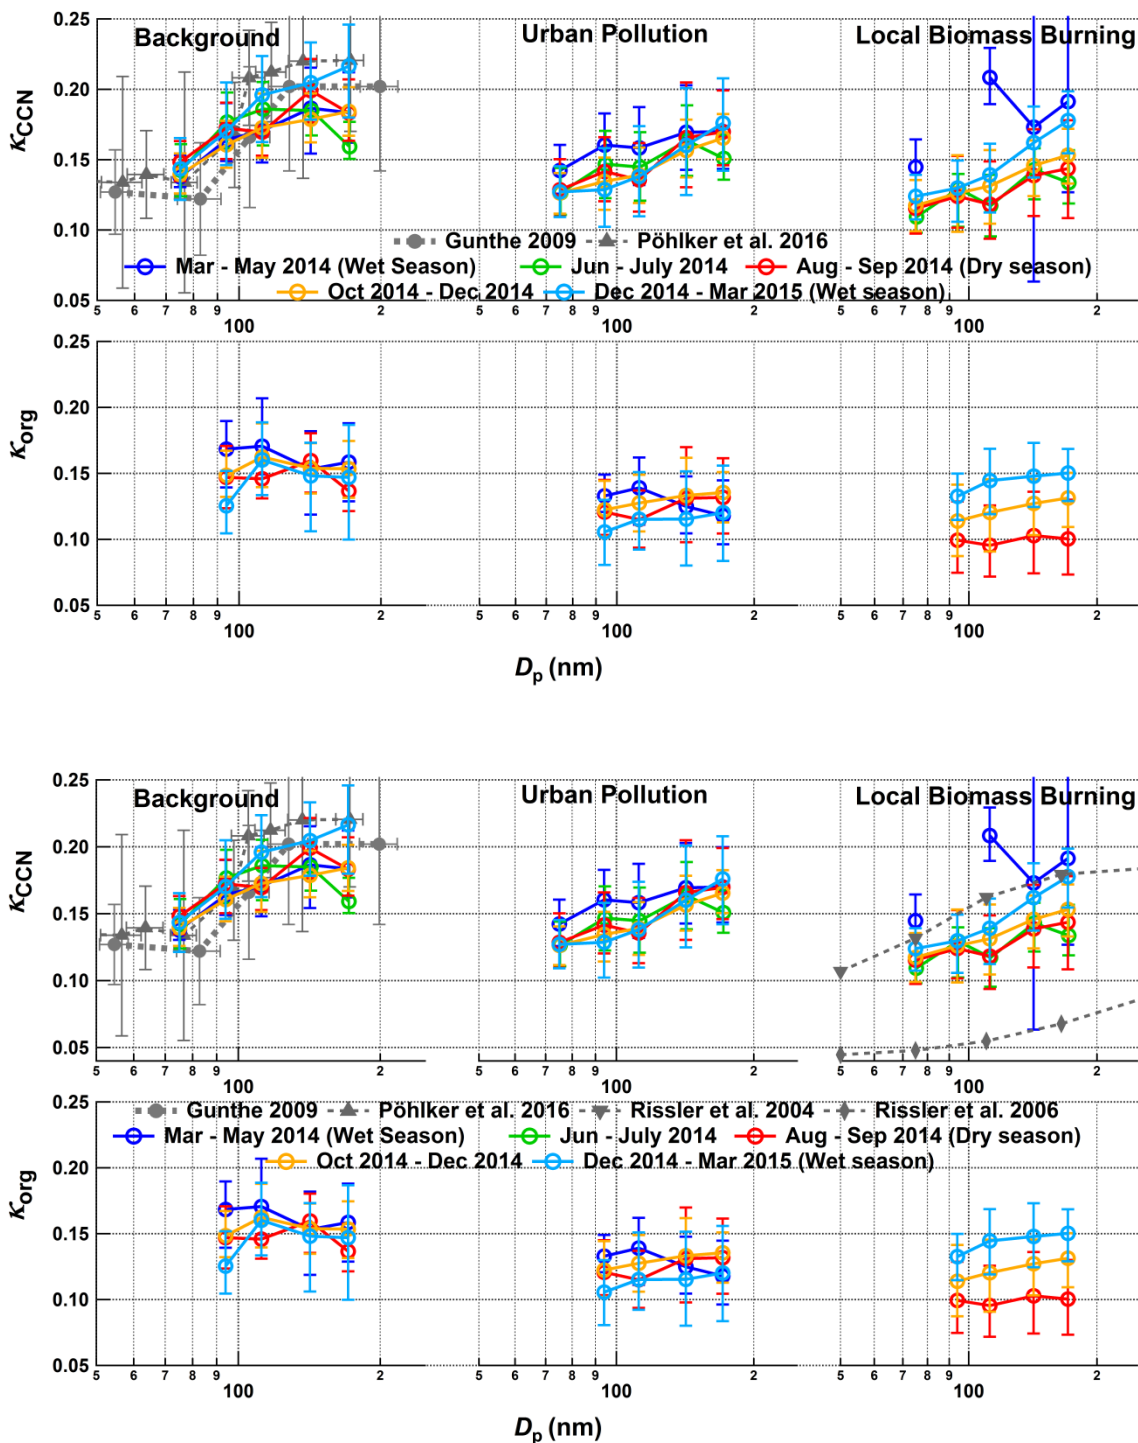 Background Urban Pollution Local Biomass Burning
κCCN
0.25
0.20
0.15
0.10
0.05
Gunthe 2009 Pöhlker et al. 2016
Mar - May 2014 (Wet Season) Jun - July 2014 Aug - Sep 2014 (Dry season)
Oct 2014 - Dec 2014 Dec 2014 - Mar 2015 (Wet season)
5 6 7 8 9 100 2 5 6 7 8 9 100 2 5 6 7 8 9 100 2
κorg
0.25
0.20
0.15
0.10
0.05
5 6 7 8 9 100 2 5 6 7 8 9 100 2 5 6 7 8 9 100 2
Dp (nm)
Background Urban Pollution Local Biomass Burning
κCCN
0.25
0.20
0.15
0.10
0.05
5 6 7 8 9 100 2 5 6 7 8 9 100 2 5 6 7 8 9 100 2
Gunthe 2009 Pöhlker et al. 2016 Rissler et al. 2004 Rissler et al. 2006
Mar - May 2014 (Wet Season) Jun - July 2014 Aug - Sep 2014 (Dry season)
Oct 2014 - Dec 2014 Dec 2014 - Mar 2015 (Wet season)
κorg
0.25
0.20
0.15
0.10
0.05
5 6 7 8 9 100 2 5 6 7 8 9 100 2 5 6 7 8 9 100 2
Dp (nm)